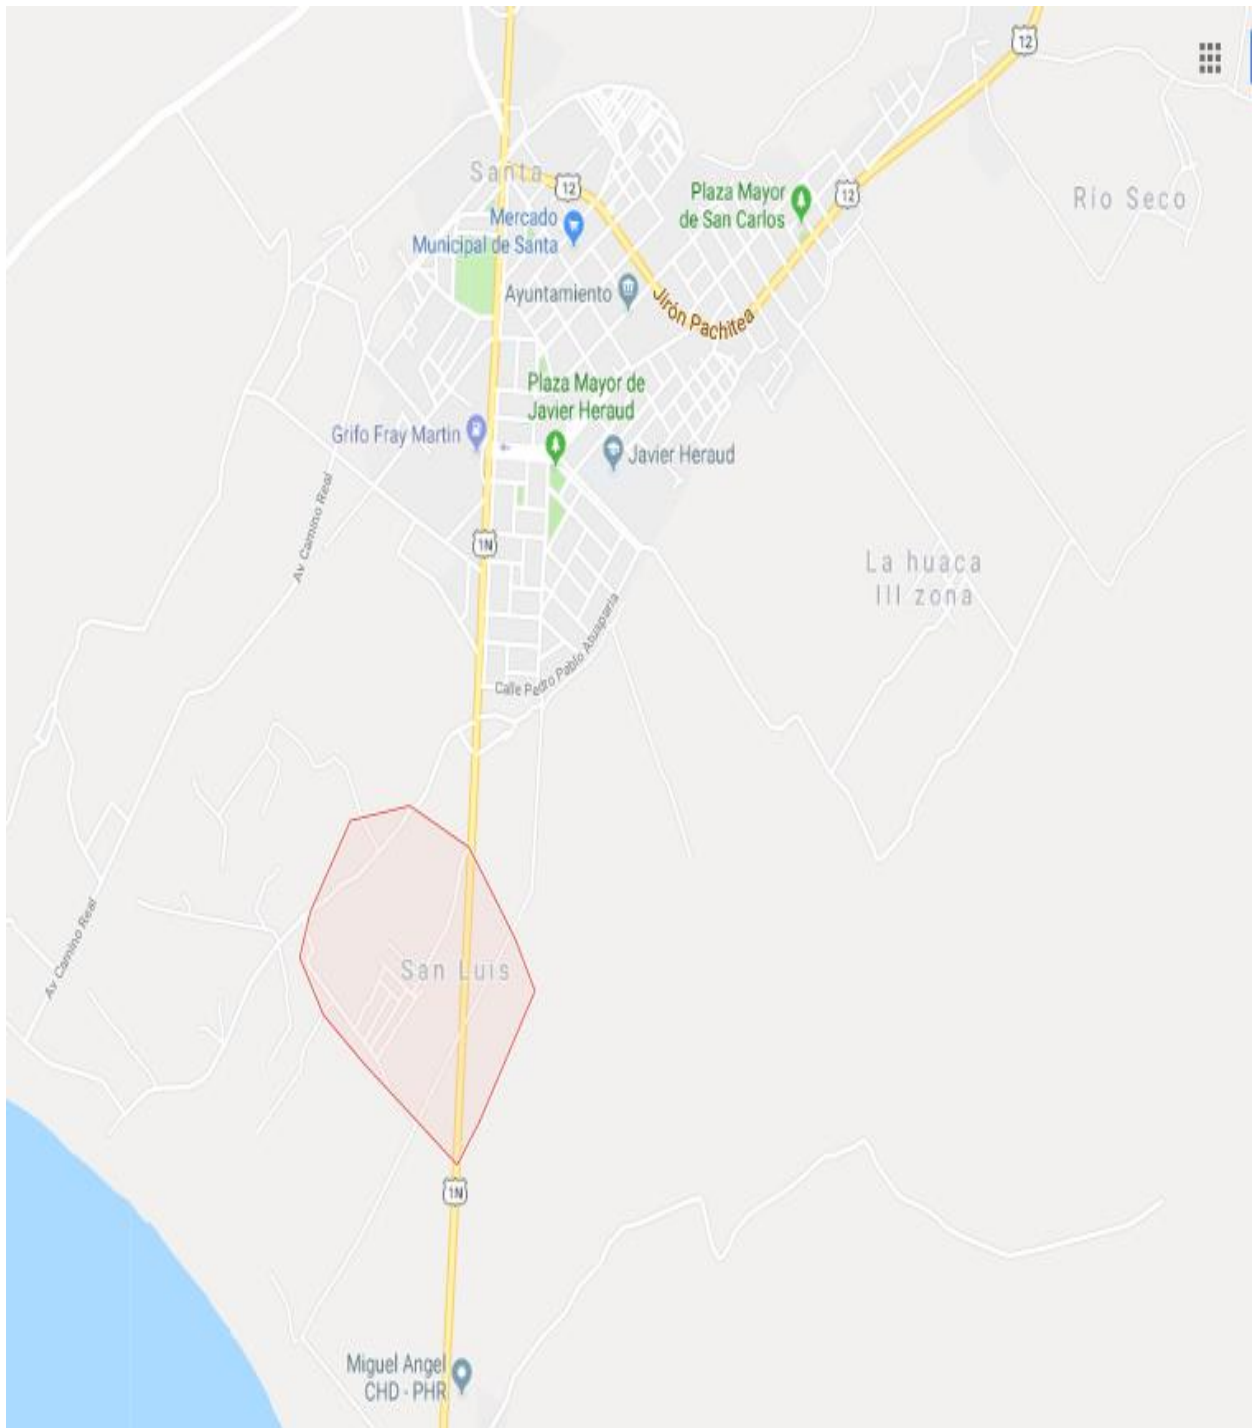 12
Santa
12
Plaza Mayor
de San Carlos
12
Río Seco
Mercado
Municipal de Santa
Ayuntamiento
Jirón Pachitea
Plaza Mayor de
Javier Heraud
Grifo Fray Martin
Javier Heraud
Av Camino Real
1N
La huaca
III zona
Calle Pedro Pablo Atusparia
Av Camino Real
San Luis
1N
Miguel Angel
CHD - PHR